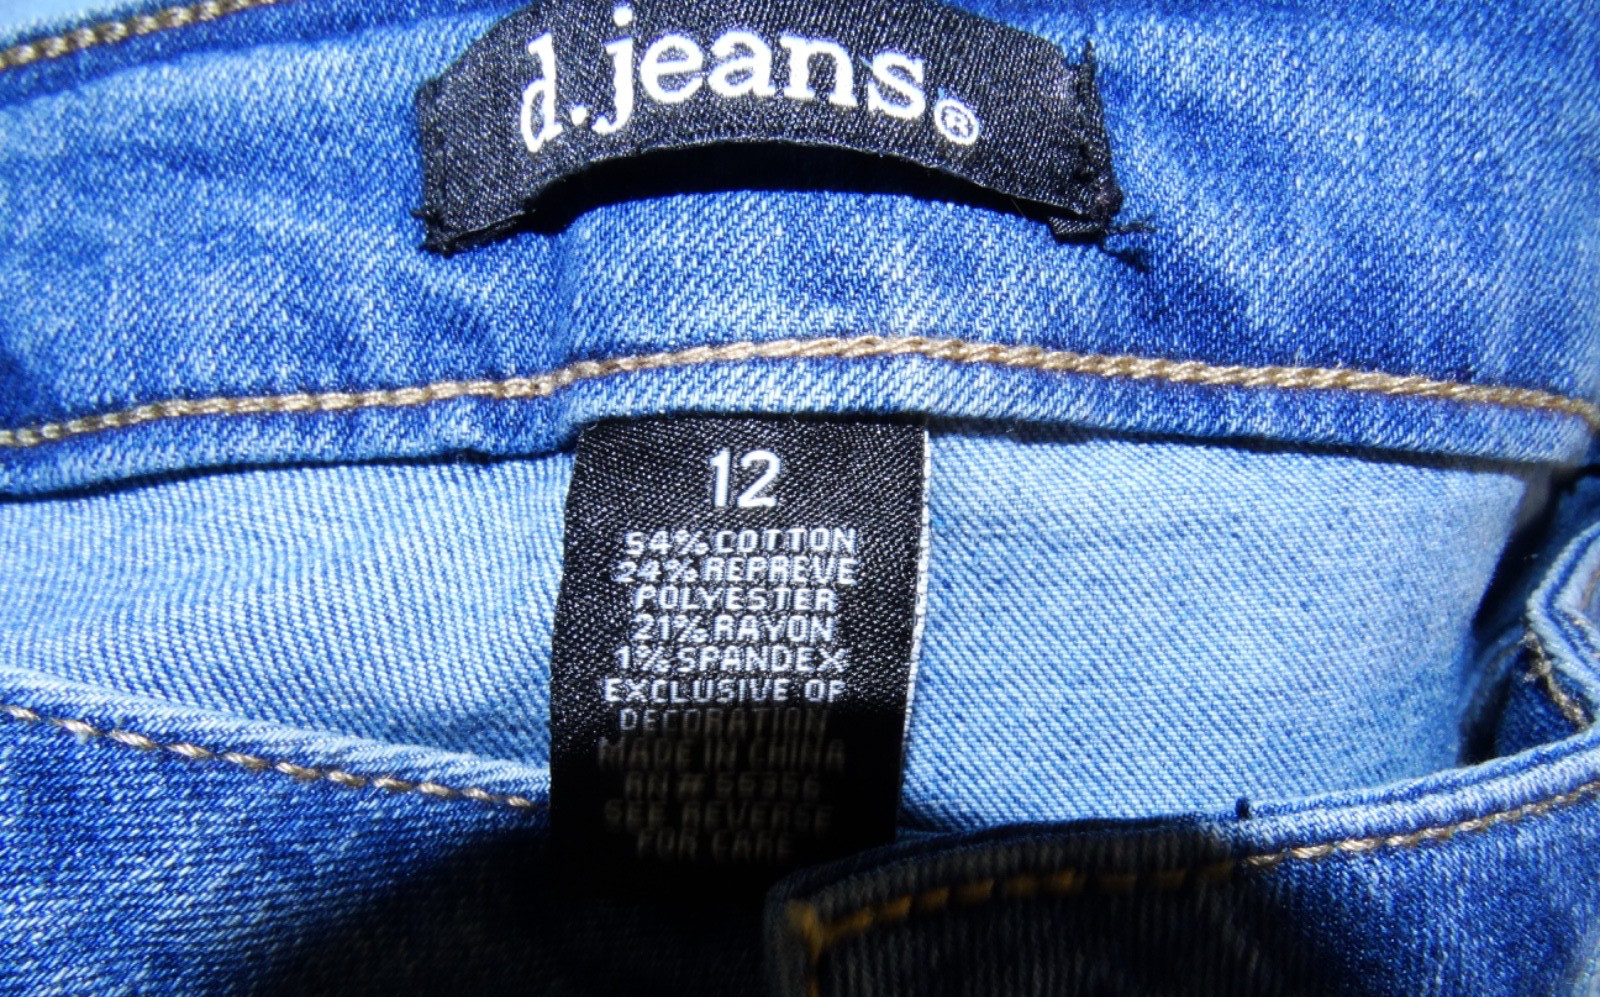 d.jeans®
12
54% COTTON
24% REPREVE
POLYESTER
21% RAYON
1% SPANDEX
EXCLUSIVE OF
DECORATION
MADE IN CHINA
RN #
SEE REVERSE
FOR CARE